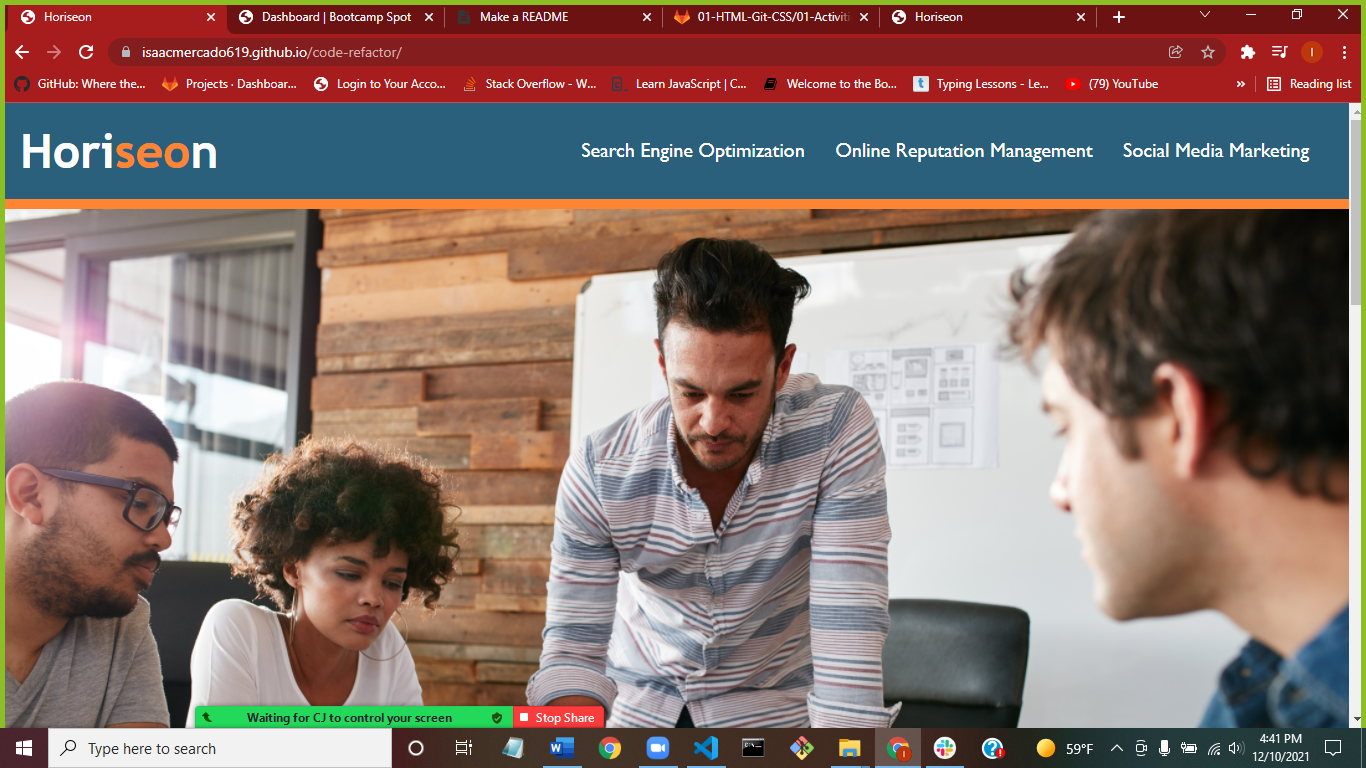 Horiseon
Dashboard | Bootcamp Spot
Make a README
01-HTML-Git-CSS/01-Activiti
Horiseon
isaacmercado619.github.io/code-refactor/
I
GitHub: Where the...
Projects · Dashboar...
Login to Your Acco...
Stack Overflow - W...
Learn JavaScript | C...
Welcome to the Bo...
t
Typing Lessons - Le...
(79) YouTube
»
Reading list
Horiseon
Search Engine Optimization
Online Reputation Management
Social Media Marketing
Waiting for CJ to control your screen
Stop Share
Type here to search
59°F
4:41 PM
12/10/2021